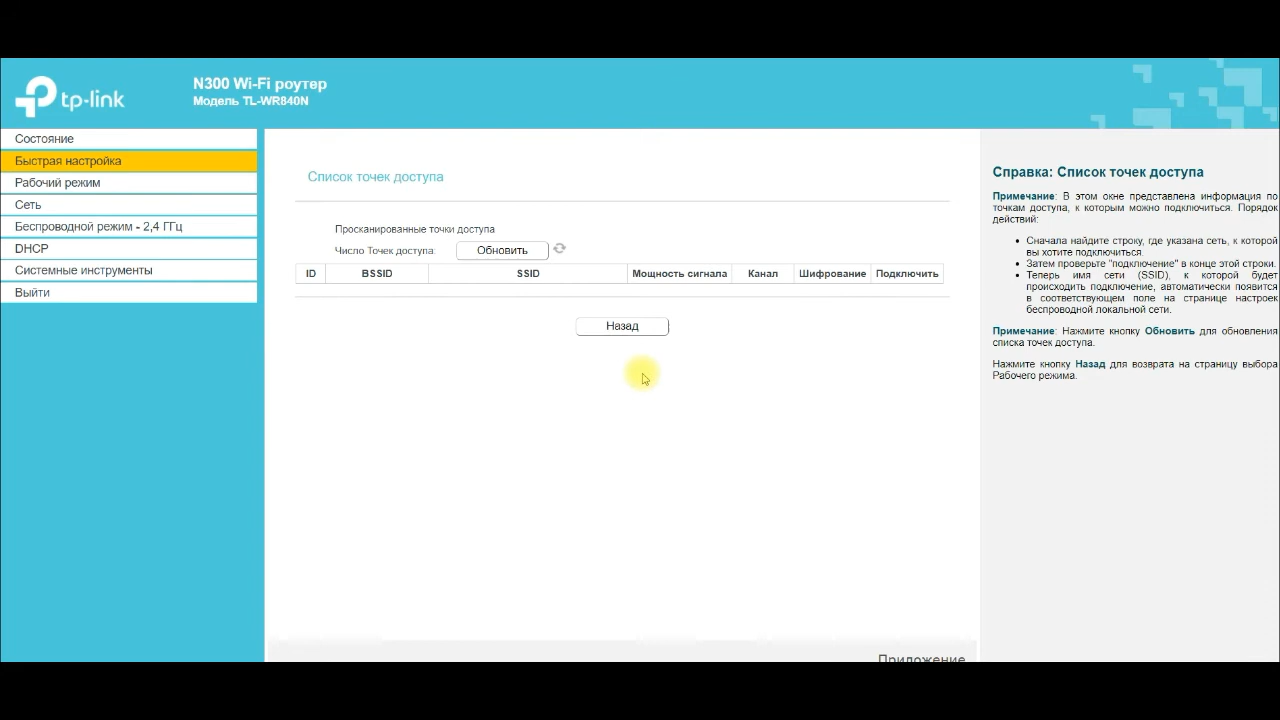 tp-link
N300 Wi-Fi роутер
Модель TL-WR840N
Состояние
Быстрая настройка
Рабочий режим
Сеть
Беспроводной режим - 2,4 ГГц
DHCP
Системные инструменты
Выйти
Список точек доступа
Просканированные точки доступа
Число Точек доступа:
Обновить
ID BSSID SSID Мощность сигнала Канал Шифрование Подключить
Назад
Приложение
Справка: Список точек доступа
Примечание: В этом окне представлена информация по
точкам доступа, к которым можно подключиться. Порядок
действий:
• Сначала найдите строку, где указана сеть, к которой
вы хотите подключиться.
• Затем проверьте "подключение" в конце этой строки.
• Теперь имя сети (SSID), к которой будет
происходить подключение, автоматически появится
в соответствующем поле на странице настроек
беспроводной локальной сети.
Примечание: Нажмите кнопку Обновить для обновления
списка точек доступа.
Нажмите кнопку Назад для возврата на страницу выбора
Рабочего режима.